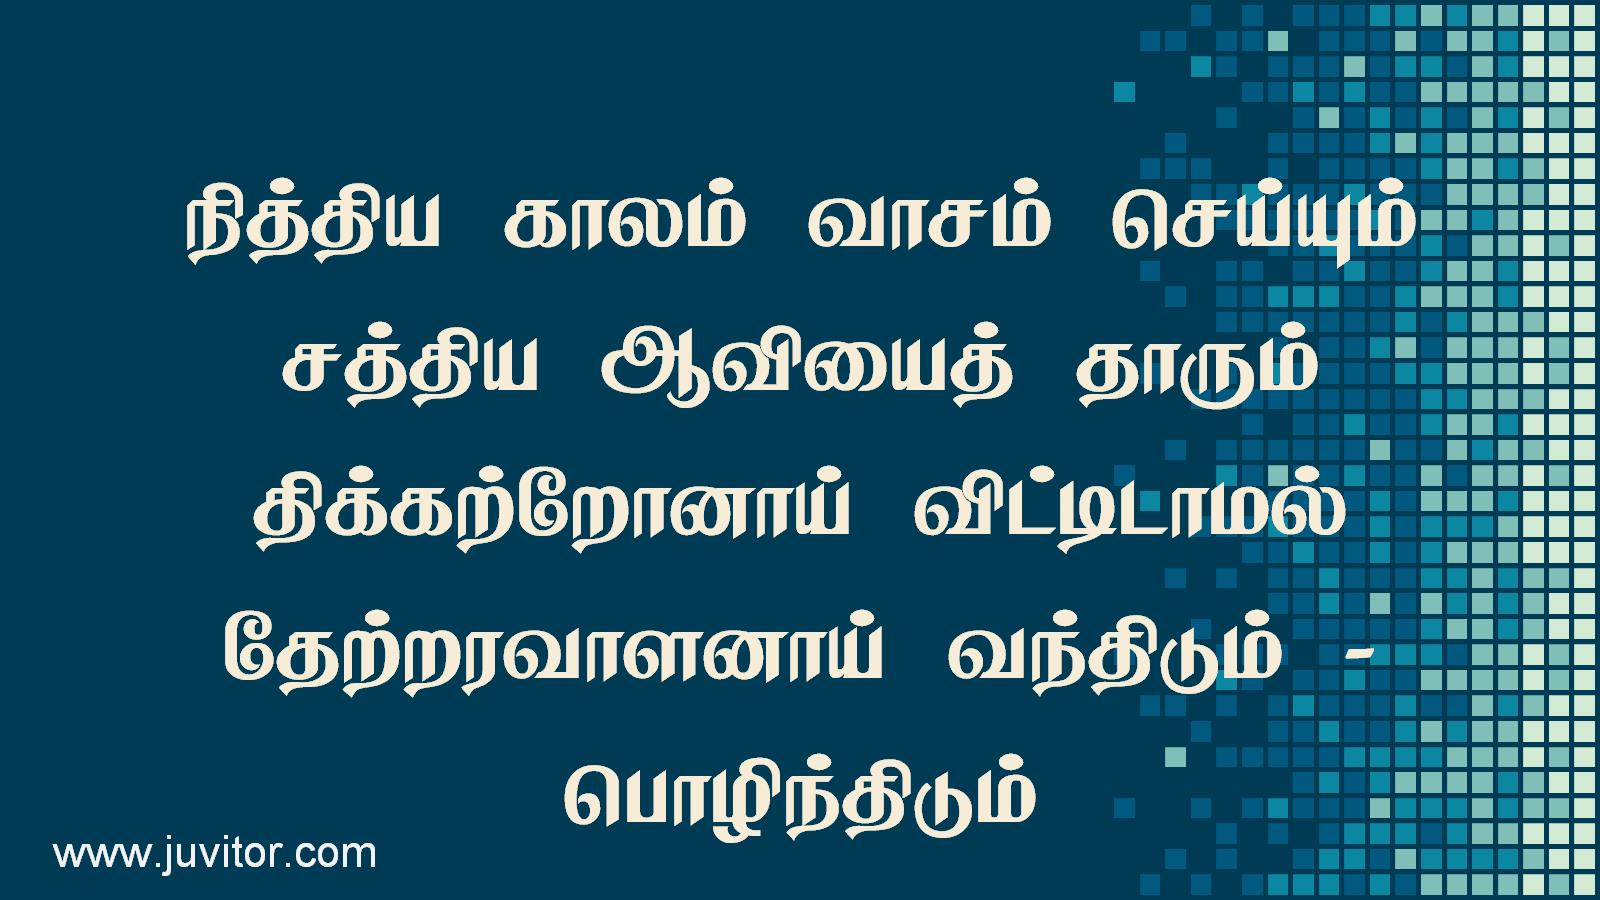 நித்திய காலம் வாசம் செய்யும்
சத்திய ஆவியைத் தாரும்
திக்கற்றோனாய் விட்டிடாமல்
தேற்றரவாளனாய் வந்திடும் -
பொழிந்திடும்
www.juvitor.com